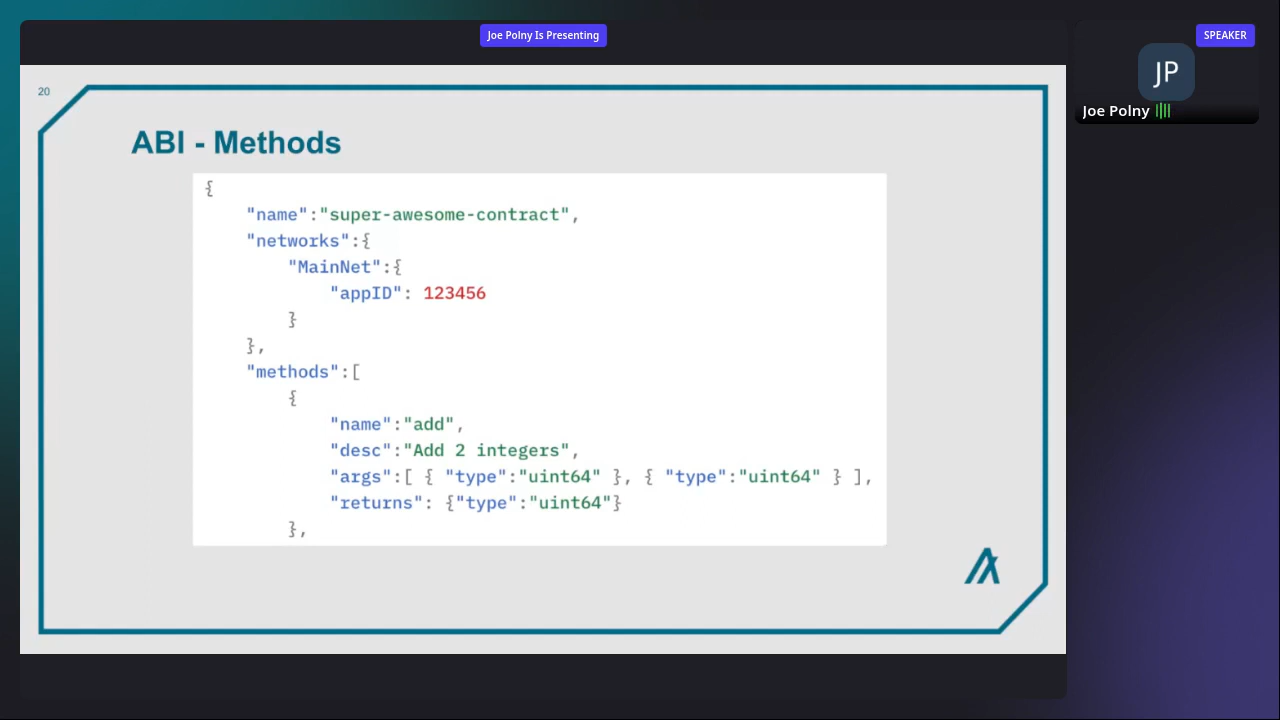 Joe Polny Is Presenting
SPEAKER
JP
Joe Polny
20
ABI - Methods
{
    "name":"super-awesome-contract",
    "networks":{
        "MainNet":{
            "appID": 123456
        }
    },
    "methods":[
        {
            "name":"add",
            "desc":"Add 2 integers",
            "args":[ { "type":"uint64" }, { "type":"uint64" } ],
            "returns": {"type":"uint64"}
        },